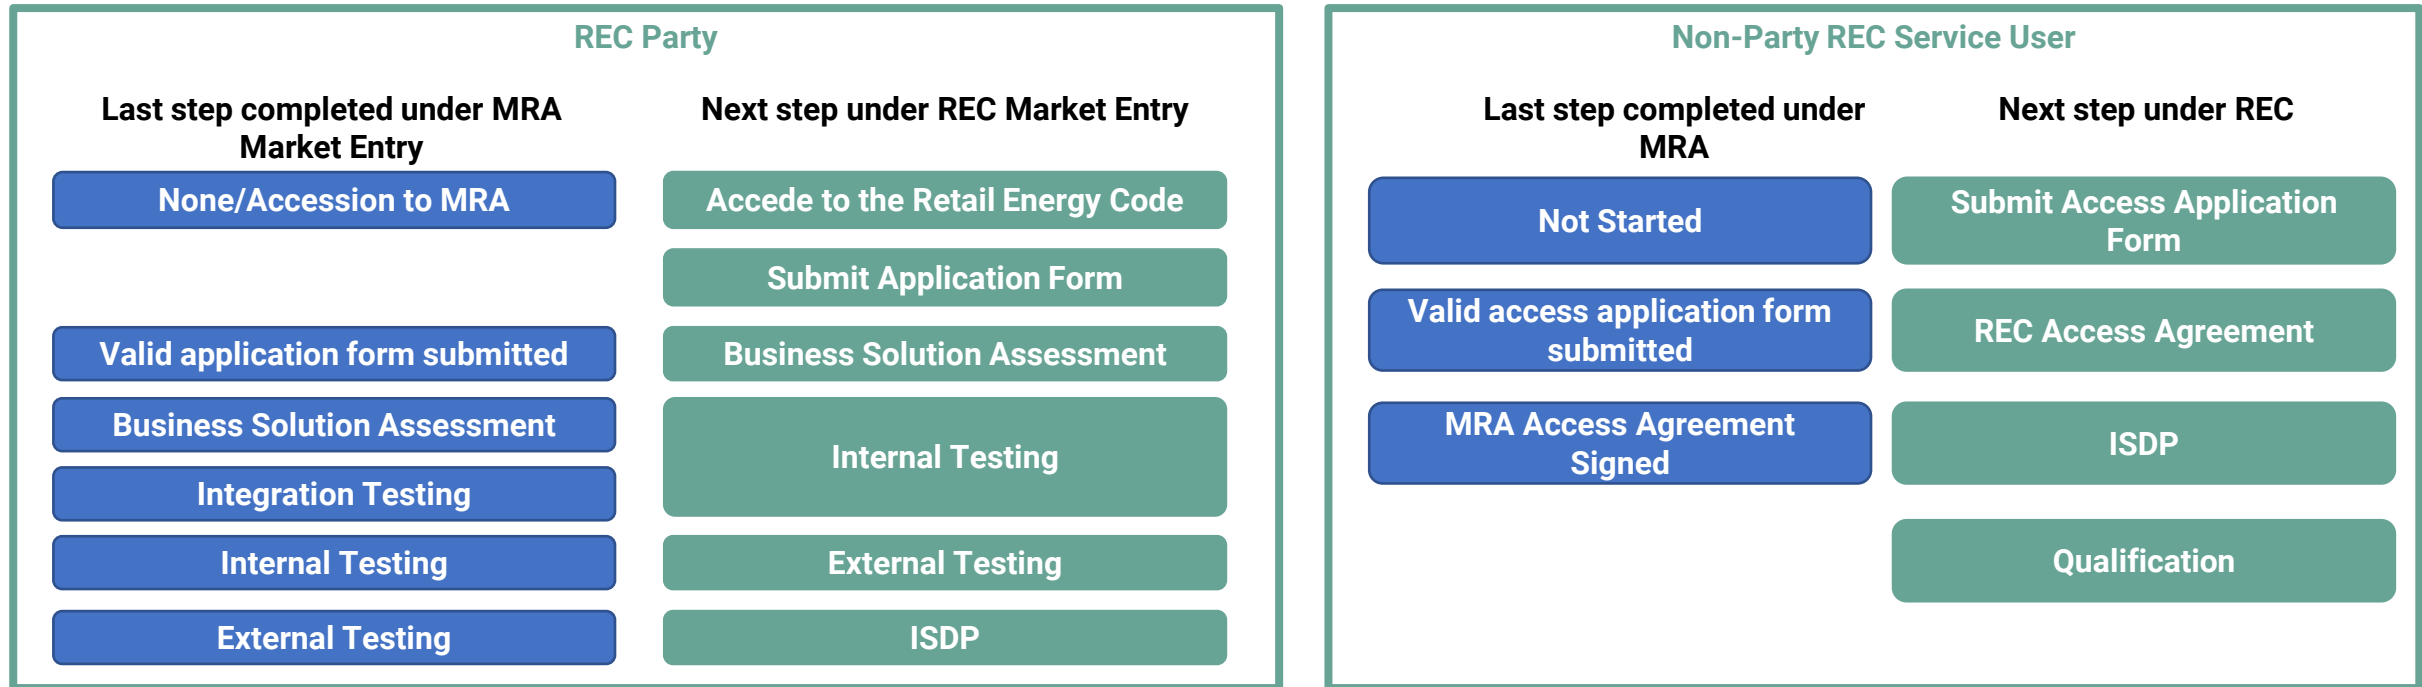 REC Party
Last step completed under MRA
Market Entry
Next step under REC Market Entry
None/Accession to MRA
Accede to the Retail Energy Code
Submit Application Form
Valid application form submitted
Business Solution Assessment
Business Solution Assessment
Internal Testing
Integration Testing
Internal Testing
External Testing
External Testing
ISDP
Non-Party REC Service User
Last step completed under
MRA
Next step under REC
Not Started
Submit Access Application
Form
Valid access application form
submitted
REC Access Agreement
MRA Access Agreement
Signed
ISDP
Qualification